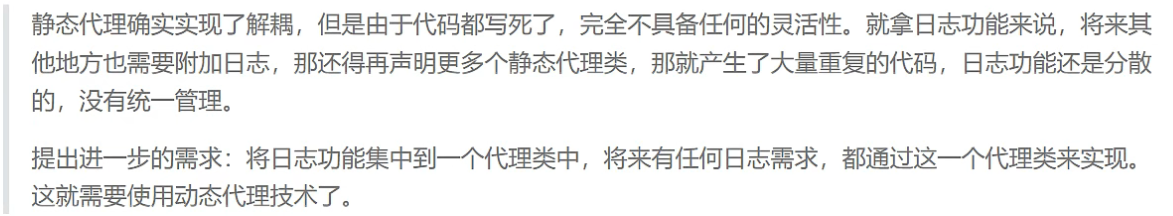 静态代理确实实现了解耦，但是由于代码都写死了，完全不具备任何的灵活性。就拿日志功能来说，将来其
他地方也需要附加日志，那还得再声明更多个静态代理类，那就产生了大量重复的代码，日志功能还是分散
的，没有统一管理。
提出进一步的需求：将日志功能集中到一个代理类中，将来有任何日志需求，都通过这一个代理类来实现。
这就需要使用动态代理技术了。